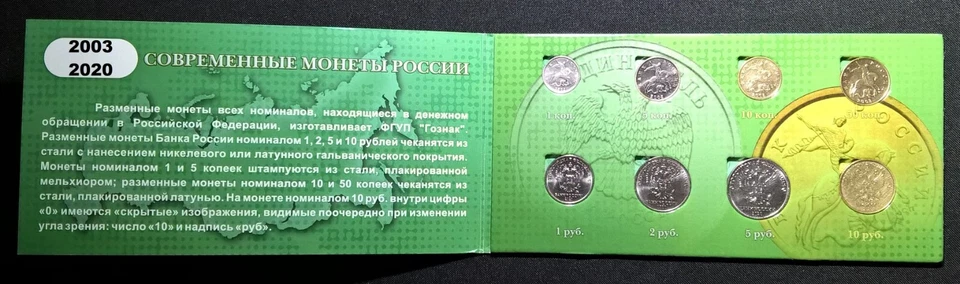 2003
2020
СОВРЕМЕННЫЕ МОНЕТЫ РОССИИ
Разменные монеты всех номиналов, находящиеся в денежном
обращении в Российской Федерации, изготавливает ФГУП "Гознак".
Разменные монеты Банка России номиналом 1, 2, 5 и 10 рублей чеканятся из
стали с нанесением никелевого или латунного гальванического покрытия.
Монеты номиналом 1 и 5 копеек штампуются из стали, плакированной
мельхиором; разменные монеты номиналом 10 и 50 копеек чеканятся из
стали, плакированной латунью. На монете номиналом 10 руб. внутри цифры
«0» имеются «скрытые» изображения, видимые поочередно при изменении
угла зрения: число «10» и надпись «руб».
1 коп.
5 коп.
10 коп.
50 коп.
1 руб.
2 руб.
5 руб.
10 руб.